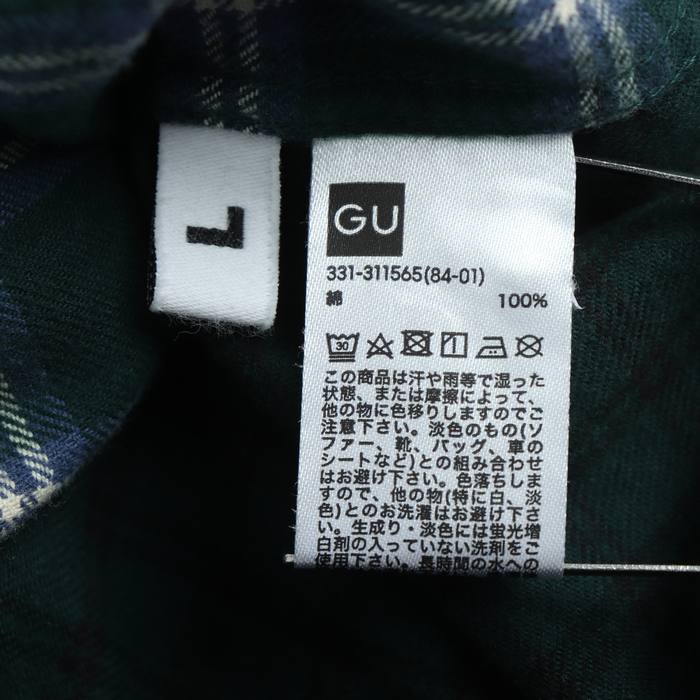 L
GU
331-311565(84-01)
綿 100%
30
この商品は汗や雨等で湿った
状態、または摩擦によって、
他の物に色移りしますのでご
注意下さい。淡色のもの(ソ
ファー、靴、バッグ、車の
シートなど)との組み合わせ
はお避け下さい。色落ちしま
すので、他の物(特に白、淡
色)とのお洗濯はお避け下さ
い。生成り・淡色には蛍光増
白剤の入っていない洗剤をご
使用下さい。長時間の水への